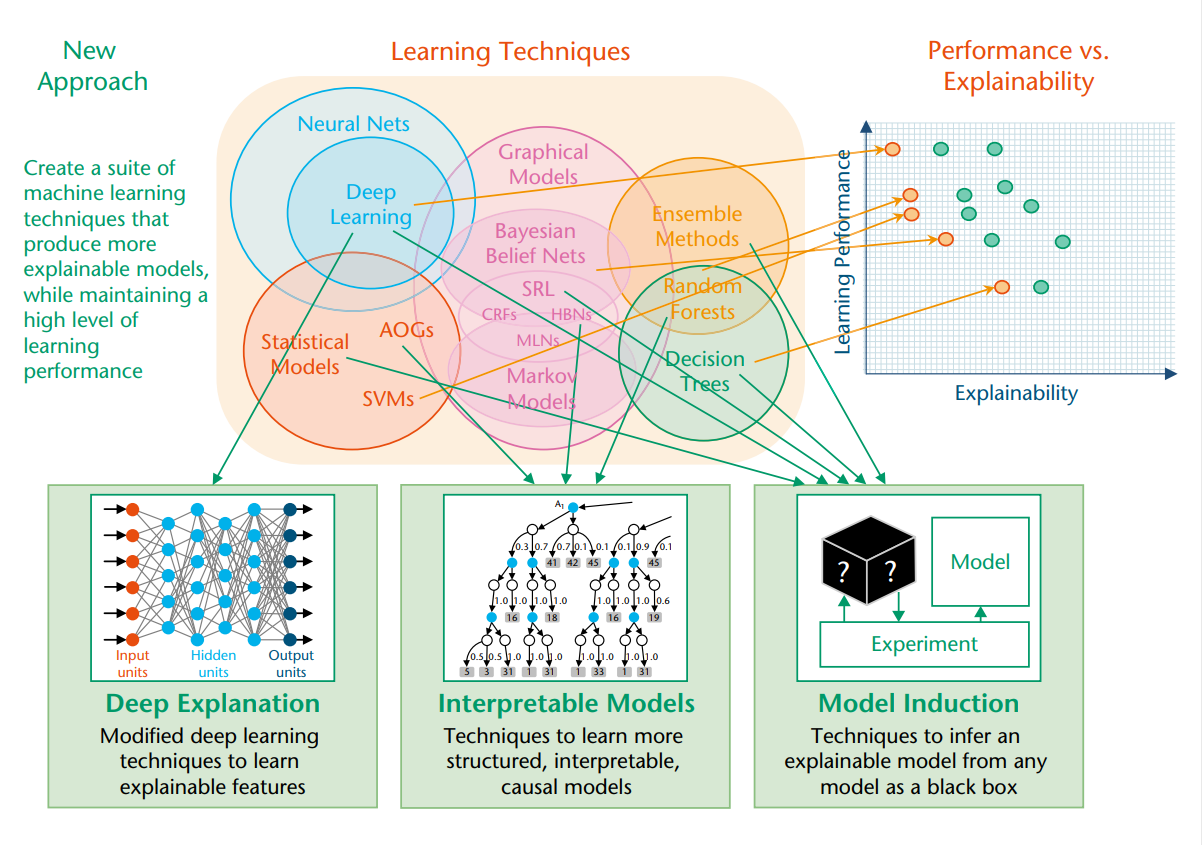 New
Approach
Create a suite of
machine learning
techniques that
produce more
explainable models,
while maintaining a
high level of
learning
performance
Learning Techniques
Neural Nets
Deep
Learning
Graphical
Models
Bayesian
Belief Nets
SRL
CRFs HBNs
MLNs
Markov
Models
Ensemble
Methods
Random
Forests
Decision
Trees
Statistical
Models
AOGs
SVMs
Performance vs.
Explainability
Learning Performance
Explainability
Input
units
Hidden
units
Output
units
Deep Explanation
Modified deep learning
techniques to learn
explainable features
A1
0.3 0.7 0.7 0.1 0.1 0.1 0.9 0.1
41 42 45 45
1.0 1.0 1.0 1.0 1.0 1.0 1.0 0.6
16 18 16 19
0.5 0.5 1.0 1.0 1.0 1.0 1.0 1.0
5 3 31 1 31 1 33 1 31
Interpretable Models
Techniques to learn more
structured, interpretable,
causal models
? ?
Model
Experiment
Model Induction
Techniques to infer an
explainable model from any
model as a black box